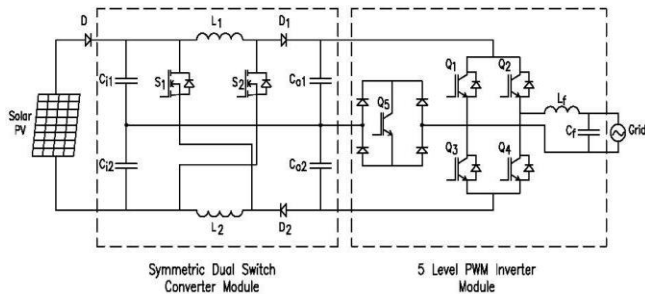 D
L1
D1
Q1
Q2
Ci1
S1
S2
Co1
Q5
Lf
Solar
PV
Cf
Grid
Ci2
Co2
Q3
Q4
L2
D2
Symmetric Dual Switch
Converter Module
5 Level PWM Inverter
Module